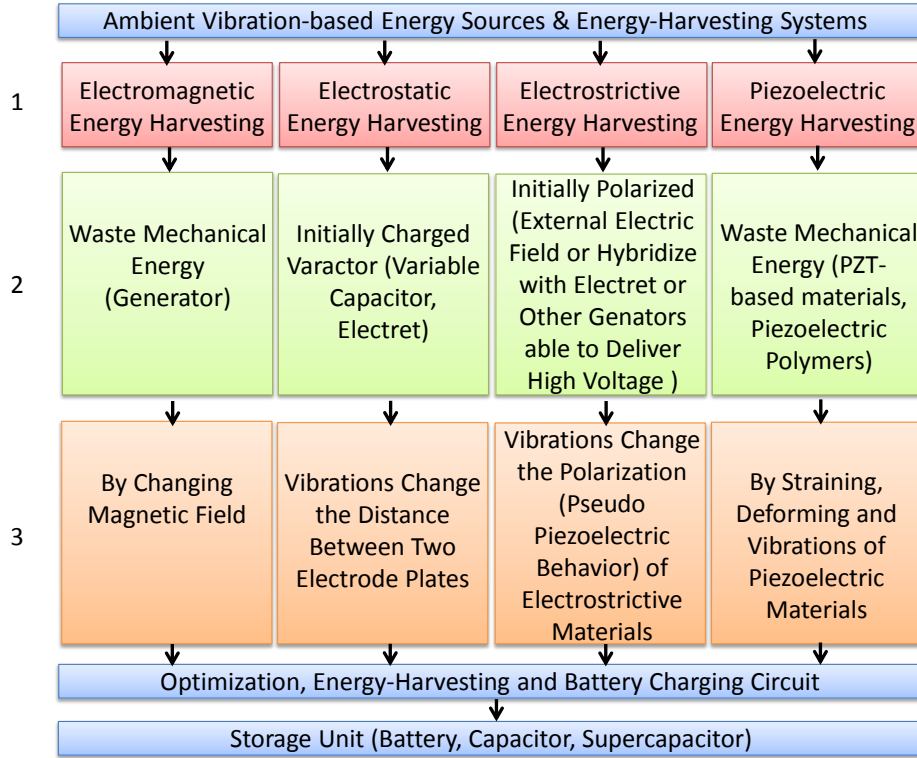 Ambient Vibration-based Energy Sources & Energy-Harvesting Systems
1
Electromagnetic
Energy Harvesting
Electrostatic
Energy Harvesting
Electrostrictive
Energy Harvesting
Piezoelectric
Energy Harvesting
2
Waste Mechanical
Energy
(Generator)
Initially Charged
Varactor (Variable
Capacitor,
Electret)
Initially Polarized
(External Electric
Field or Hybridize
with Electret or
Other Genators
able to Deliver
High Voltage )
Waste Mechanical
Energy (PZT-
based materials,
Piezoelectric
Polymers)
3
By Changing
Magnetic Field
Vibrations Change
the Distance
Between Two
Electrode Plates
Vibrations Change
the Polarization
(Pseudo
Piezoelectric
Behavior) of
Electrostrictive
Materials
By Straining,
Deforming and
Vibrations of
Piezoelectric
Materials
Optimization, Energy-Harvesting and Battery Charging Circuit
Storage Unit (Battery, Capacitor, Supercapacitor)